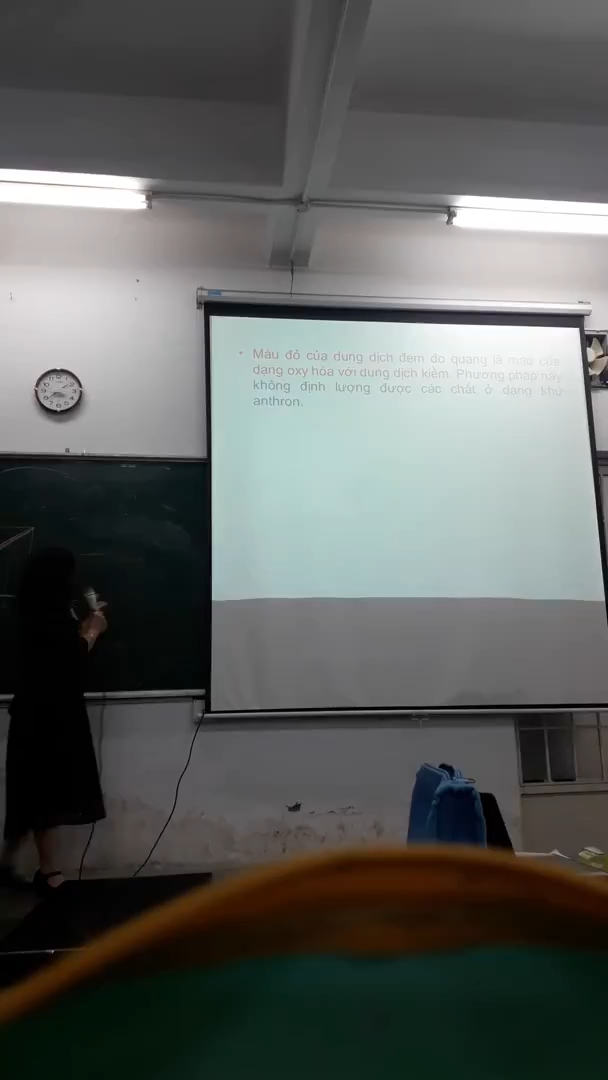 • Màu đỏ của dung dịch đem đo quang là màu của
dạng oxy hóa với dung dịch kiềm. Phương pháp này
không định lượng được các chất ở dạng khử
anthron.